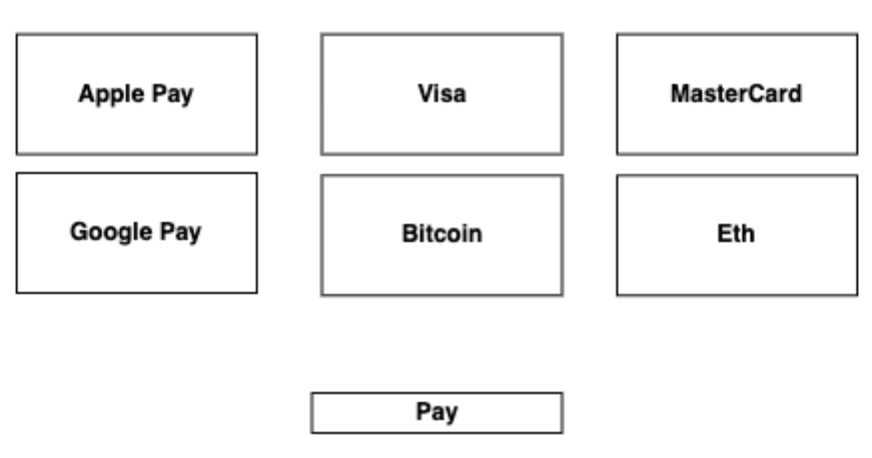 Apple Pay
Visa
MasterCard
Google Pay
Bitcoin
Eth
Pay